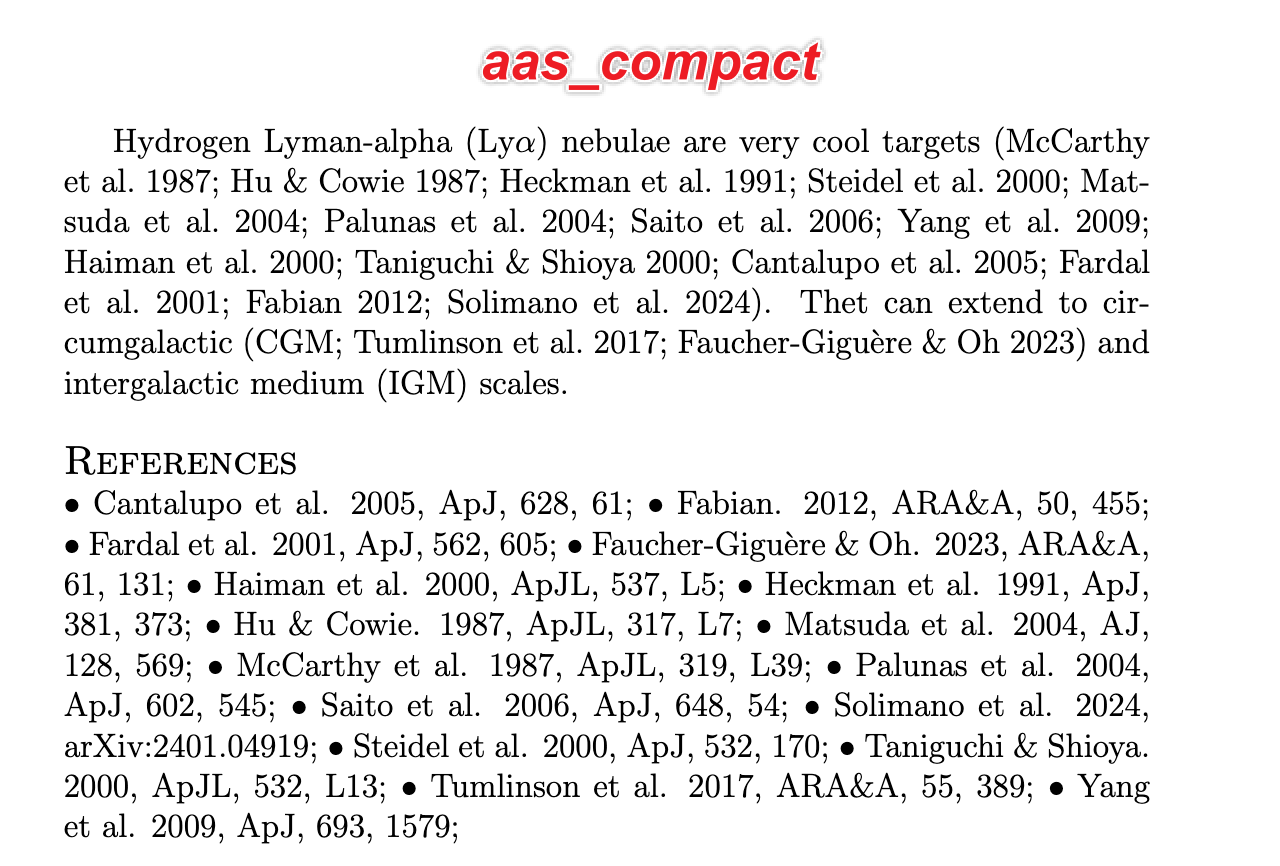 aas_compact
Hydrogen Lyman-alpha (Lyα) nebulae are very cool targets (McCarthy
et al. 1987; Hu & Cowie 1987; Heckman et al. 1991; Steidel et al. 2000; Mat-
suda et al. 2004; Palunas et al. 2004; Saito et al. 2006; Yang et al. 2009;
Haiman et al. 2000; Taniguchi & Shioya 2000; Cantalupo et al. 2005; Fardal
et al. 2001; Fabian 2012; Solimano et al. 2024). Thet can extend to cir-
cumgalactic (CGM; Tumlinson et al. 2017; Faucher-Giguère & Oh 2023) and
intergalactic medium (IGM) scales.
References
• Cantalupo et al. 2005, ApJ, 628, 61; • Fabian. 2012, ARA&A, 50, 455;
• Fardal et al. 2001, ApJ, 562, 605; • Faucher-Giguère & Oh. 2023, ARA&A,
61, 131; • Haiman et al. 2000, ApJL, 537, L5; • Heckman et al. 1991, ApJ,
381, 373; • Hu & Cowie. 1987, ApJL, 317, L7; • Matsuda et al. 2004, AJ,
128, 569; • McCarthy et al. 1987, ApJL, 319, L39; • Palunas et al. 2004,
ApJ, 602, 545; • Saito et al. 2006, ApJ, 648, 54; • Solimano et al. 2024,
arXiv:2401.04919; • Steidel et al. 2000, ApJ, 532, 170; • Taniguchi & Shioya.
2000, ApJL, 532, L13; • Tumlinson et al. 2017, ARA&A, 55, 389; • Yang
et al. 2009, ApJ, 693, 1579;